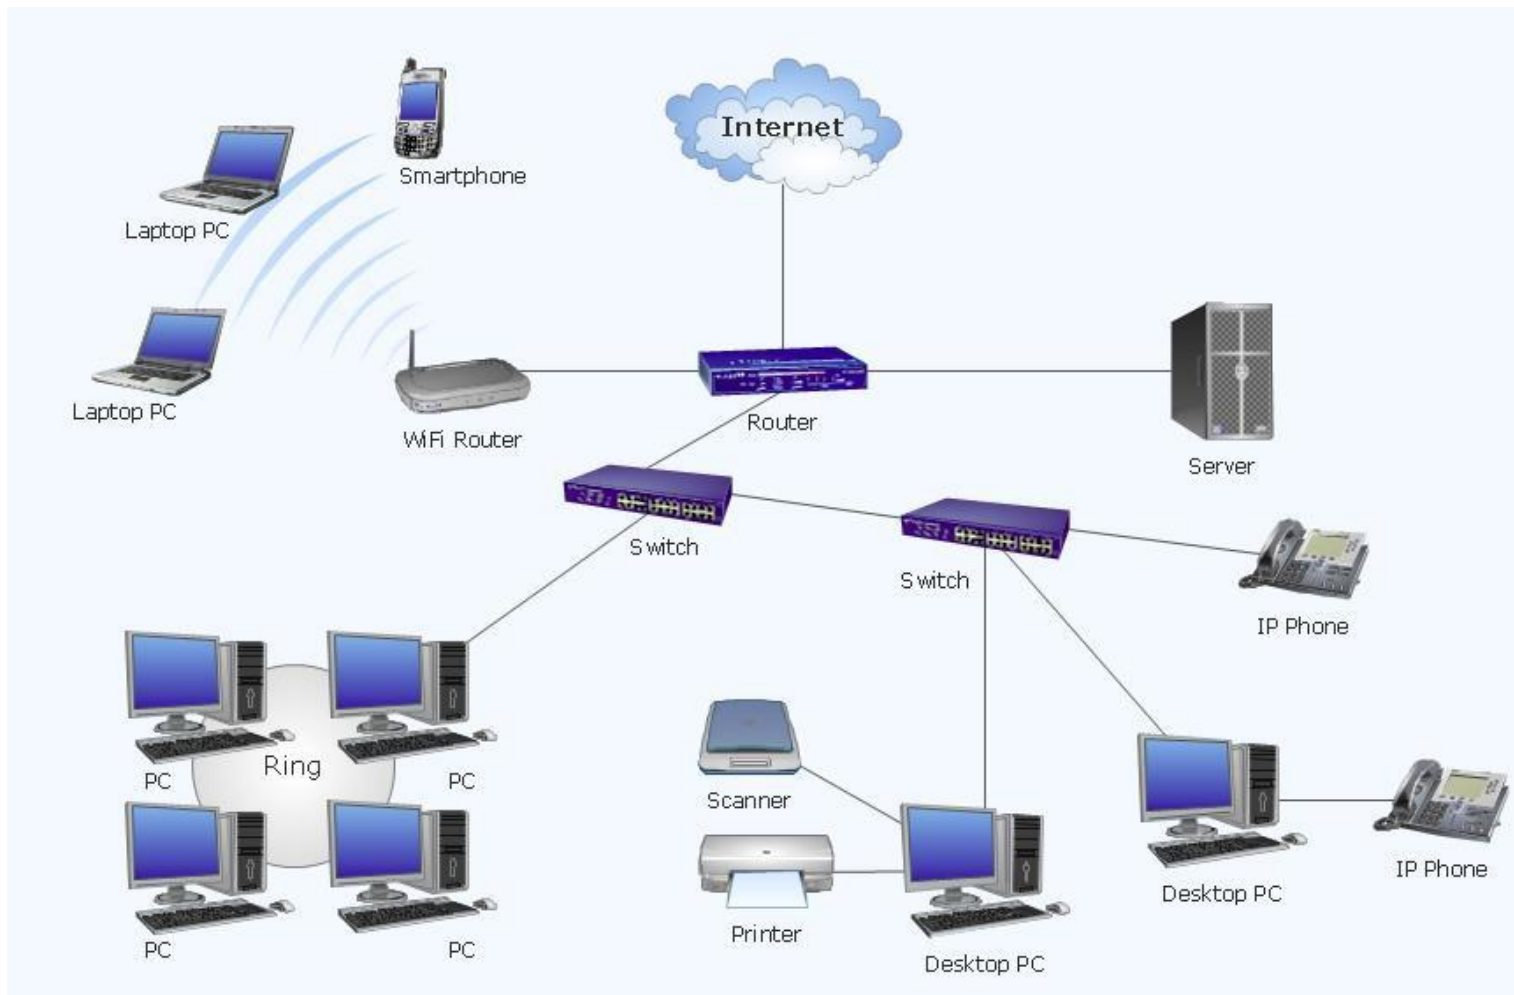 Internet
Smartphone
Laptop PC
Laptop PC
WiFi Router
Router
Server
Switch
Switch
IP Phone
Ring
PC
PC
PC
PC
Scanner
Printer
Desktop PC
Desktop PC
IP Phone